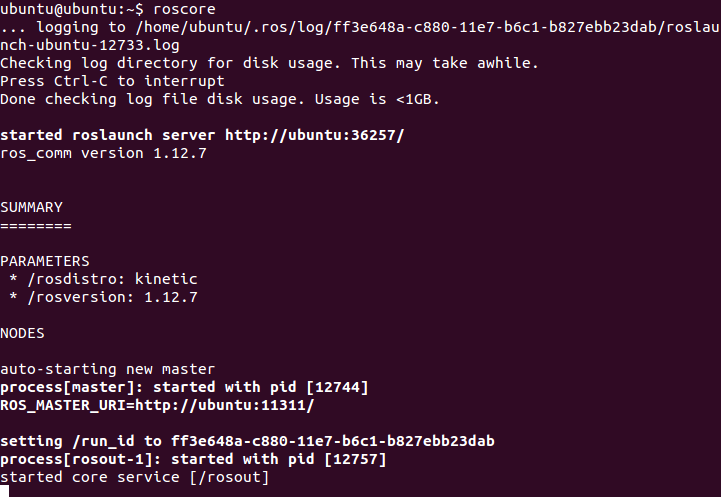 ubuntu@ubuntu:~$ roscore
... logging to /home/ubuntu/.ros/log/ff3e648a-c880-11e7-b6c1-b827ebb23dab/roslau
nch-ubuntu-12733.log
Checking log directory for disk usage. This may take awhile.
Press Ctrl-C to interrupt
Done checking log file disk usage. Usage is <1GB.
started roslaunch server http://ubuntu:36257/
ros_comm version 1.12.7
SUMMARY
========
PARAMETERS
 * /rosdistro: kinetic
 * /rosversion: 1.12.7
NODES
auto-starting new master
process[master]: started with pid [12744]
ROS_MASTER_URI=http://ubuntu:11311/
setting /run_id to ff3e648a-c880-11e7-b6c1-b827ebb23dab
process[rosout-1]: started with pid [12757]
started core service [/rosout]